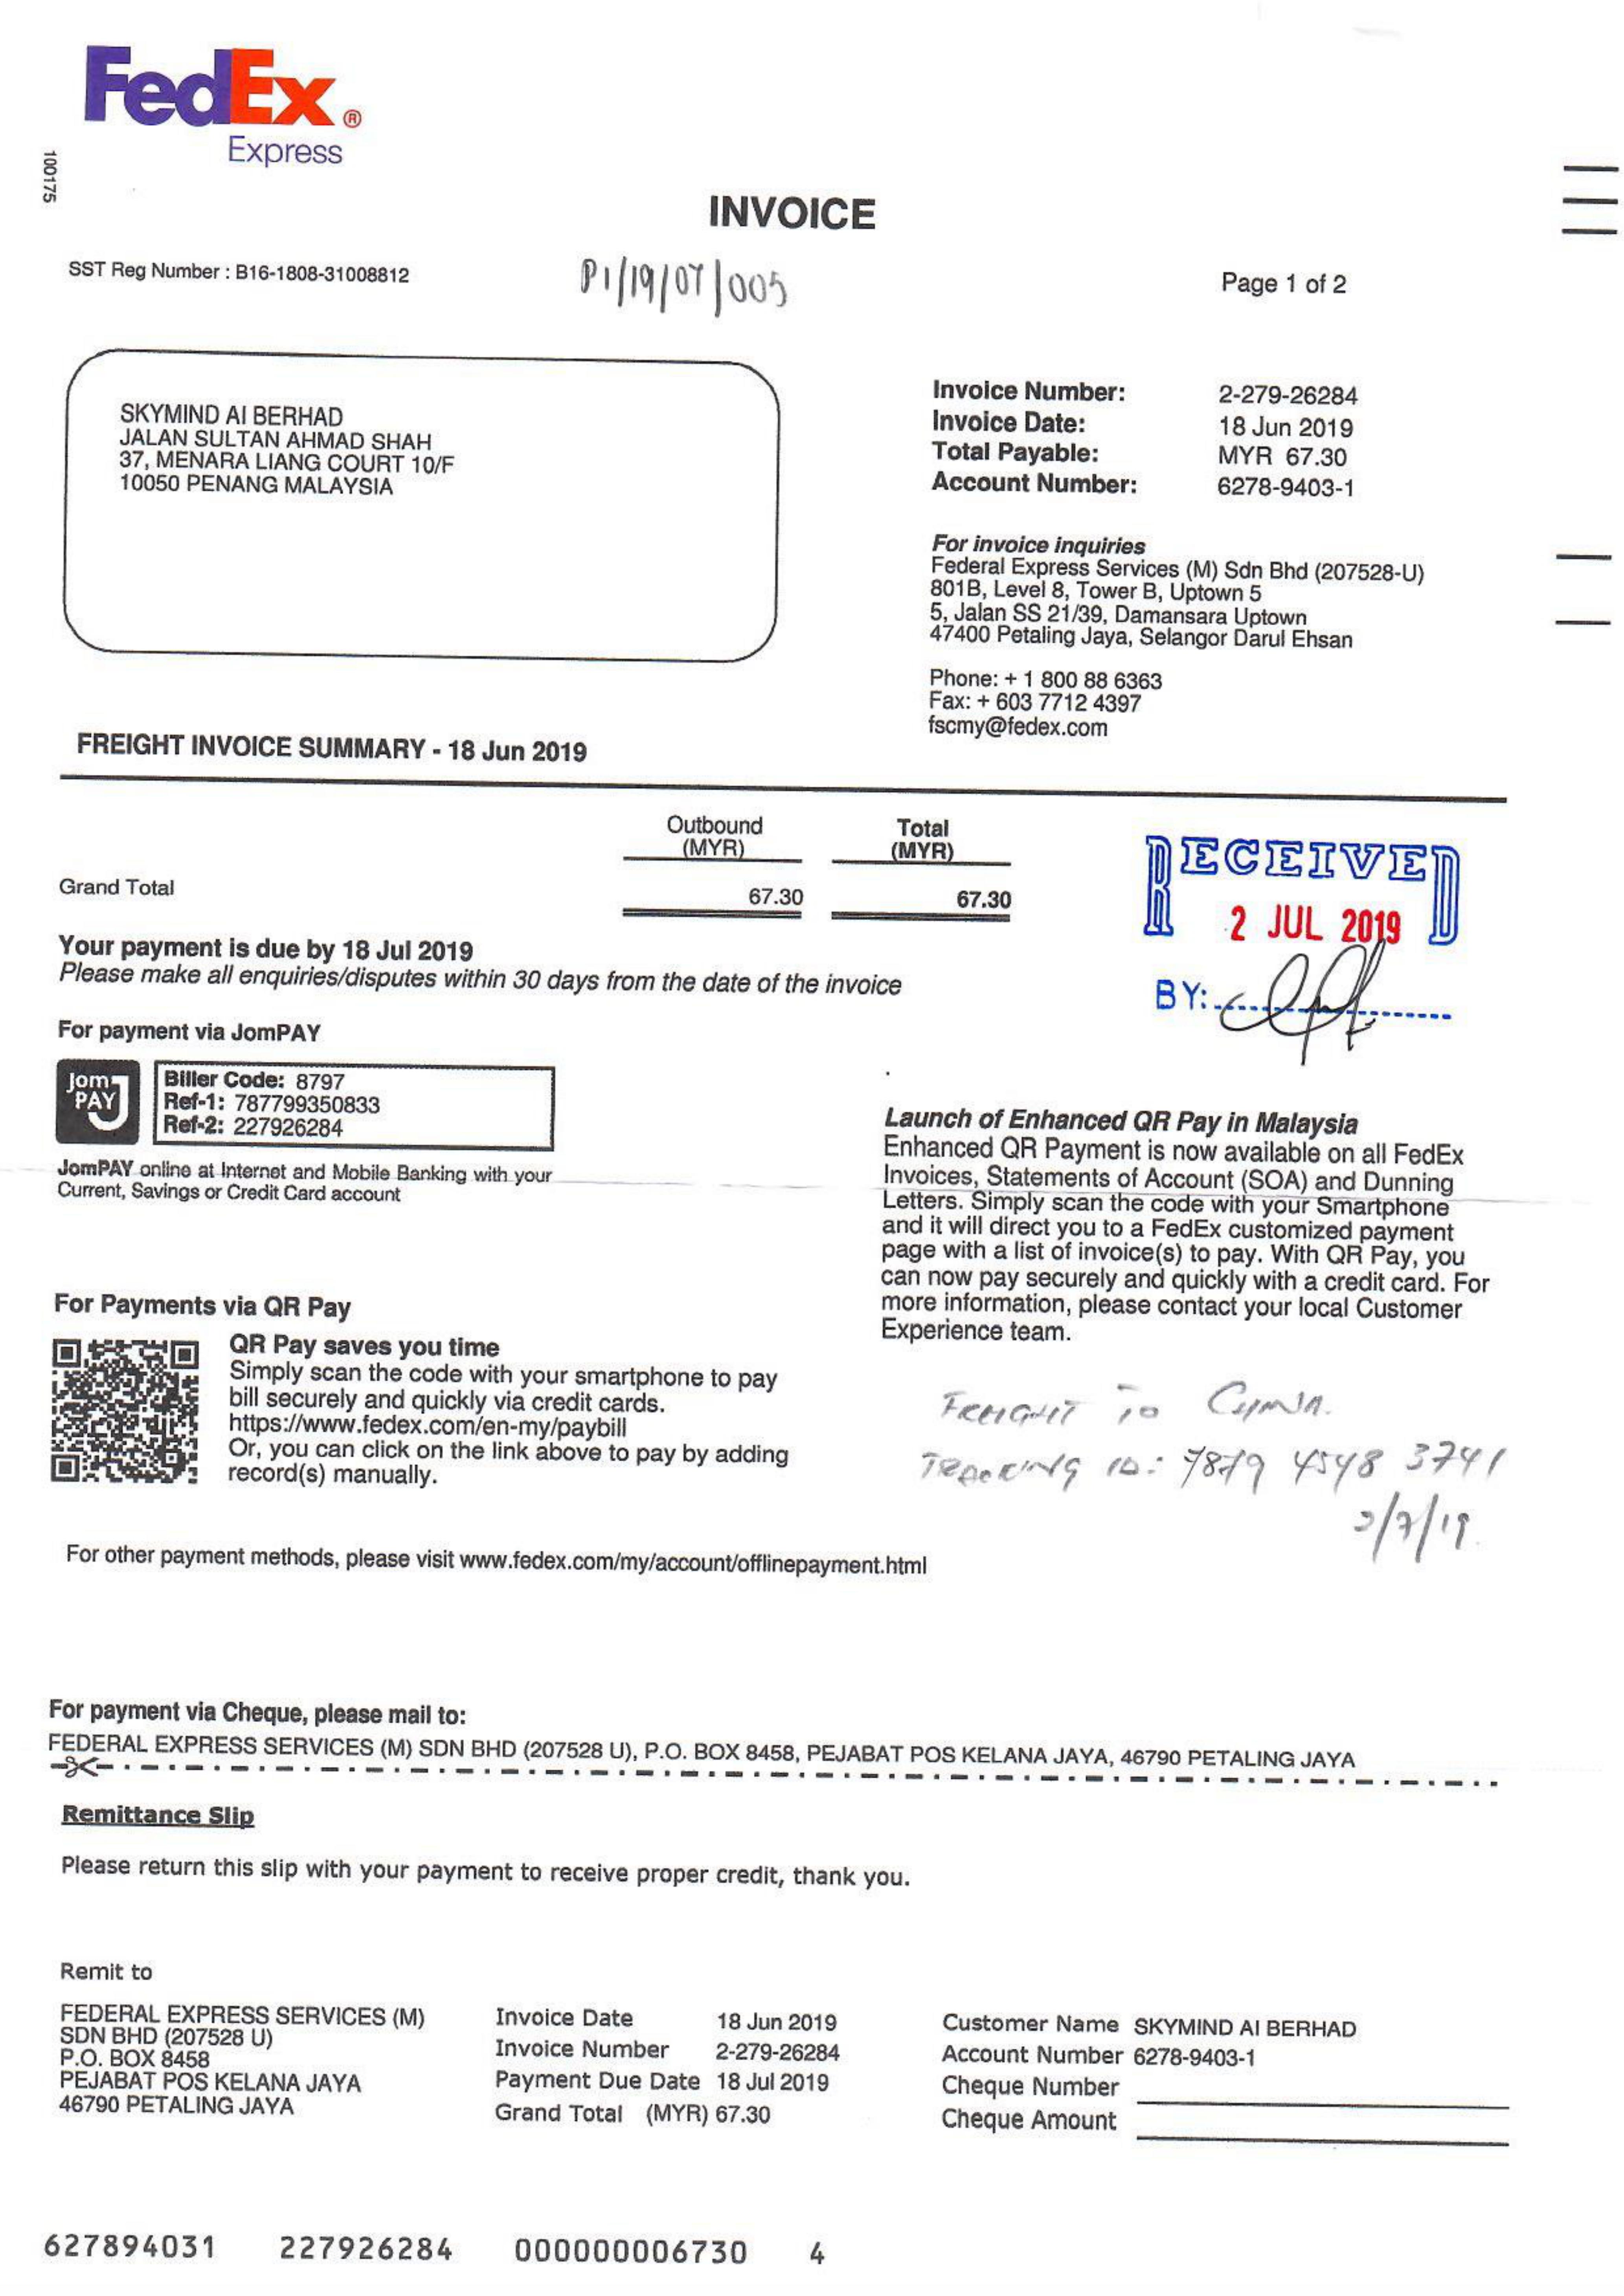 FedEx®
Express
100175
INVOICE
SST Reg Number : B16-1808-31008812
P1/19/07/005
Page 1 of 2
SKYMIND AI BERHAD
JALAN SULTAN AHMAD SHAH
37, MENARA LIANG COURT 10/F
10050 PENANG MALAYSIA
Invoice Number: 2-279-26284
Invoice Date: 18 Jun 2019
Total Payable: MYR 67.30
Account Number: 6278-9403-1
For invoice inquiries
Federal Express Services (M) Sdn Bhd (207528-U)
801B, Level 8, Tower B, Uptown 5
5, Jalan SS 21/39, Damansara Uptown
47400 Petaling Jaya, Selangor Darul Ehsan
Phone: + 1 800 88 6363
Fax: + 603 7712 4397
fscmy@fedex.com
FREIGHT INVOICE SUMMARY - 18 Jun 2019
Outbound Total
(MYR) (MYR)
Grand Total 67.30 67.30
RECEIVED
2 JUL 2019
BY:
Your payment is due by 18 Jul 2019
Please make all enquiries/disputes within 30 days from the date of the invoice
For payment via JomPAY
Jom
PAY
Biller Code: 8797
Ref-1: 787799350833
Ref-2: 227926284
JomPAY online at Internet and Mobile Banking with your
Current, Savings or Credit Card account
Launch of Enhanced QR Pay in Malaysia
Enhanced QR Payment is now available on all FedEx
Invoices, Statements of Account (SOA) and Dunning
Letters. Simply scan the code with your Smartphone
and it will direct you to a FedEx customized payment
page with a list of invoice(s) to pay. With QR Pay, you
can now pay securely and quickly with a credit card. For
more information, please contact your local Customer
Experience team.
For Payments via QR Pay
QR Pay saves you time
Simply scan the code with your smartphone to pay
bill securely and quickly via credit cards.
https://www.fedex.com/en-my/paybill
Or, you can click on the link above to pay by adding
record(s) manually.
FREIGHT TO CHINA.
TRACKING ID: 7879 4548 3741
2/7/19.
For other payment methods, please visit www.fedex.com/my/account/offlinepayment.html
For payment via Cheque, please mail to:
FEDERAL EXPRESS SERVICES (M) SDN BHD (207528 U), P.O. BOX 8458, PEJABAT POS KELANA JAYA, 46790 PETALING JAYA
Remittance Slip
Please return this slip with your payment to receive proper credit, thank you.
Remit to
FEDERAL EXPRESS SERVICES (M)
SDN BHD (207528 U)
P.O. BOX 8458
PEJABAT POS KELANA JAYA
46790 PETALING JAYA
Invoice Date 18 Jun 2019
Invoice Number 2-279-26284
Payment Due Date 18 Jul 2019
Grand Total (MYR) 67.30
Customer Name SKYMIND AI BERHAD
Account Number 6278-9403-1
Cheque Number
Cheque Amount
627894031 227926284 000000006730 4